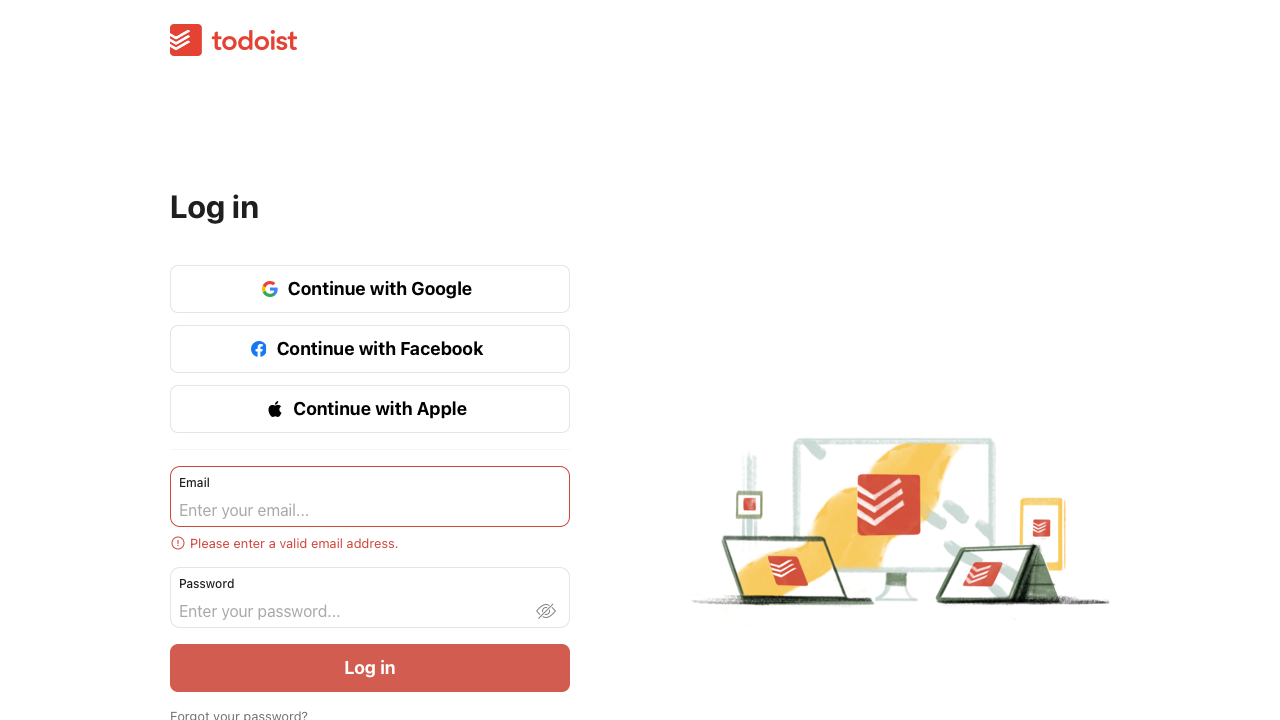 todoist
Log in
Continue with Google
Continue with Facebook
Continue with Apple
Email
Enter your email...
Please enter a valid email address.
Password
Enter your password...
Log in
Forgot your password?